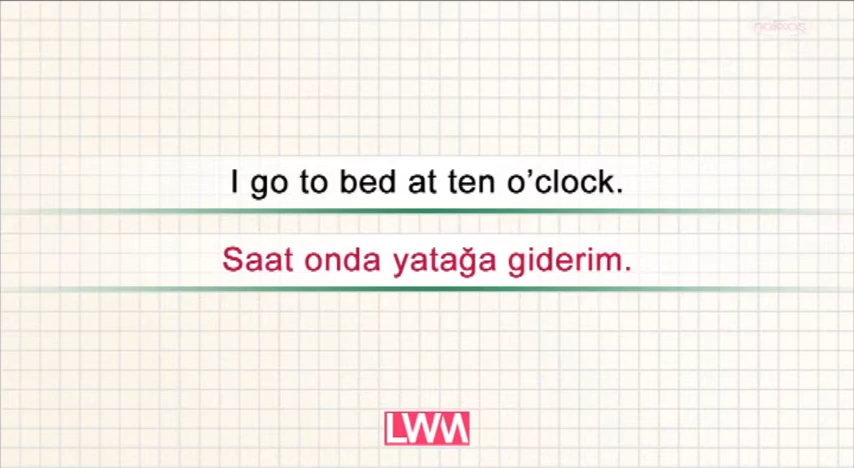 I go to bed at ten o’clock.
Saat onda yatağa giderim.
LWM